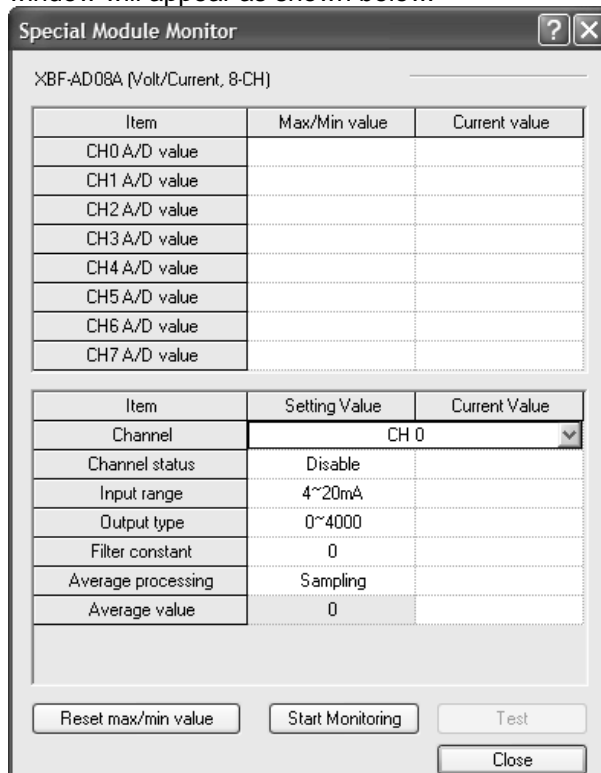 window will appear as shown below.
Special Module Monitor
XBF-AD08A (Volt/Current, 8-CH)
Item Max/Min value Current value
CH0 A/D value
CH1 A/D value
CH2 A/D value
CH3 A/D value
CH4 A/D value
CH5 A/D value
CH6 A/D value
CH7 A/D value
Item Setting Value Current Value
Channel CH 0
Channel status Disable
Input range 4~20mA
Output type 0~4000
Filter constant 0
Average processing Sampling
Average value 0
Reset max/min value Start Monitoring Test
Close